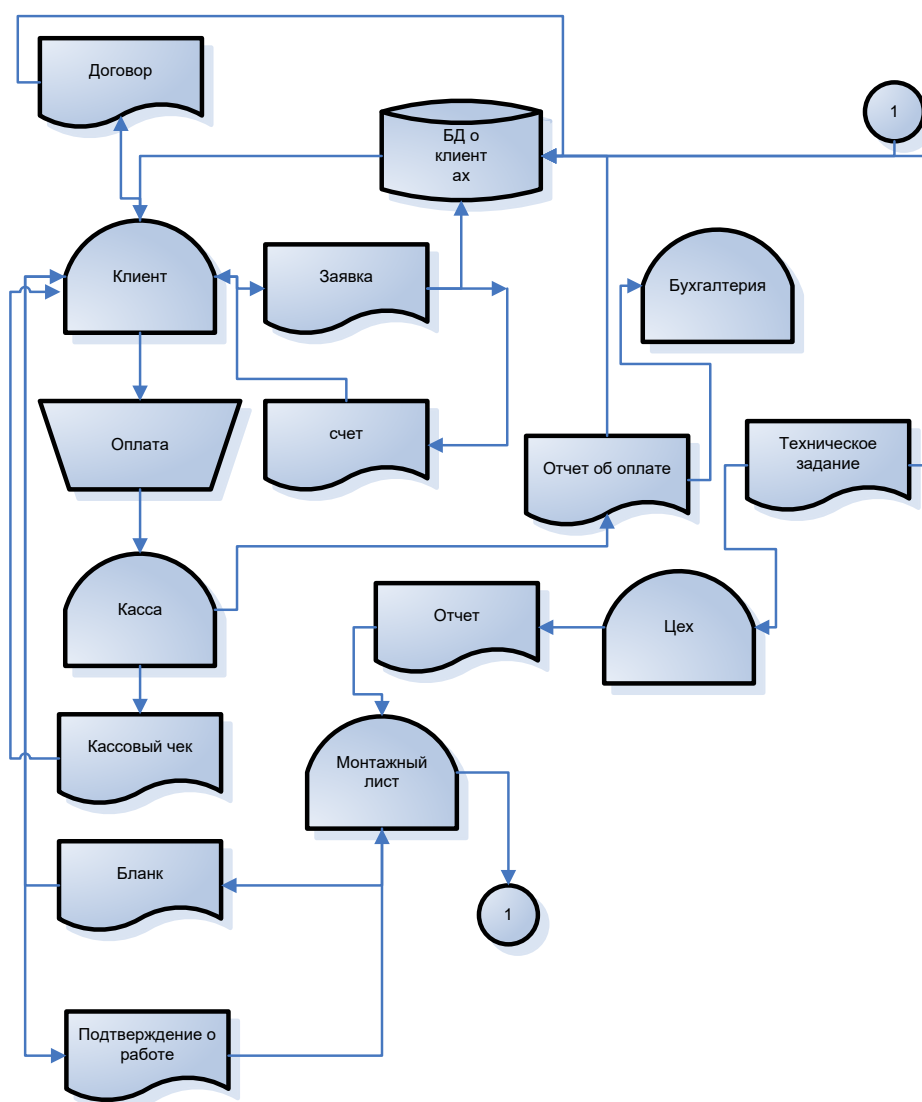 Договор
1
БД о
клиент
ах
Клиент
Заявка
Бухгалтерия
Оплата
счет
Отчет об оплате
Техническое
задание
Касса
Отчет
Цех
Кассовый чек
Монтажный
лист
Бланк
1
Подтверждение о
работе